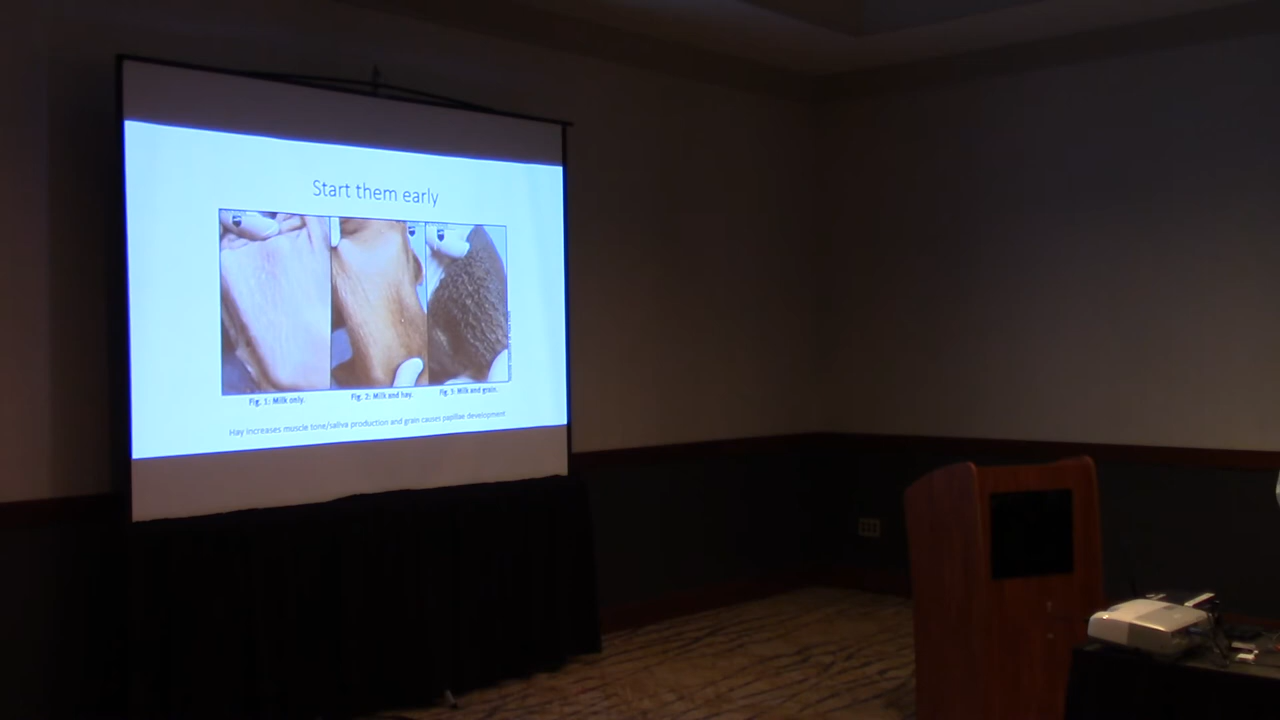 Start them early
Fig. 1: Milk only.
Fig. 2: Milk and hay.
Fig. 3: Milk and grain.
Hay increases muscle tone/saliva production and grain causes papillae development